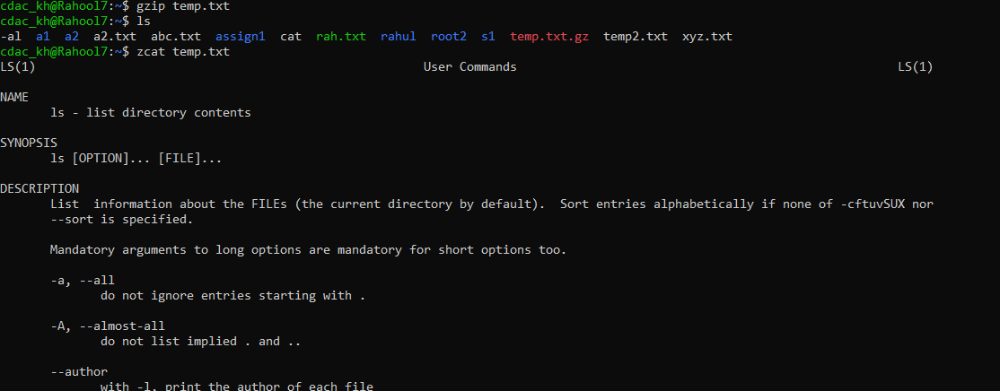 cdac_kh@Rahool7:~$ gzip temp.txt
cdac_kh@Rahool7:~$ ls
-al  a1  a2  a2.txt  abc.txt  assign1  cat  rah.txt  rahul  root2  s1  temp.txt.gz  temp2.txt  xyz.txt
cdac_kh@Rahool7:~$ zcat temp.txt
LS(1)                                                      User Commands                                                     LS(1)
NAME
       ls - list directory contents
SYNOPSIS
       ls [OPTION]... [FILE]...
DESCRIPTION
       List  information about the FILEs (the current directory by default).  Sort entries alphabetically if none of -cftuvSUX nor
       --sort is specified.
       Mandatory arguments to long options are mandatory for short options too.
       -a, --all
              do not ignore entries starting with .
       -A, --almost-all
              do not list implied . and ..
       --author
              with -l, print the author of each file